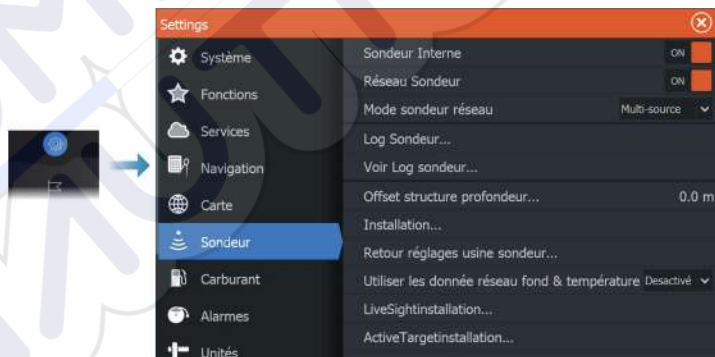 Settings
Système
Fonctions
Services
Navigation
Carte
Sondeur
Carburant
Alarmes
Unités
Sondeur Interne ON
Réseau Sondeur ON
Mode sondeur réseau Multi-source
Log Sondeur...
Voir Log sondeur...
Offset structure profondeur... 0.0 m
Installation...
Retour réglages usine sondeur...
Utiliser les donnée réseau fond & température Desactivé
LiveSightinstallation...
ActiveTargetinstallation...